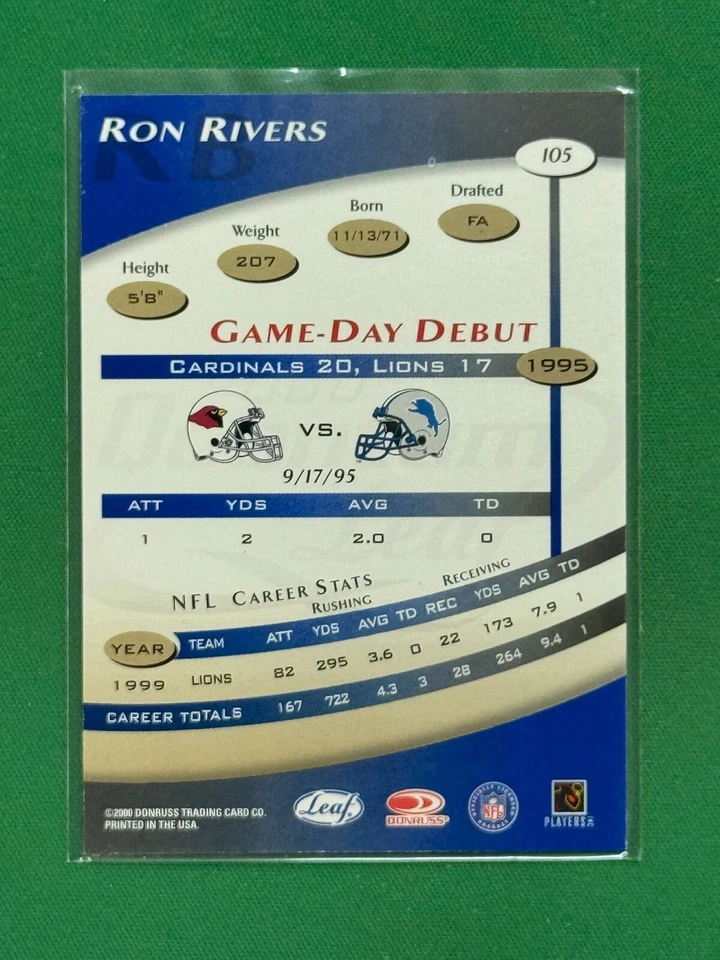 RON RIVERS
RB
105
Height
5'8"
Weight
207
Born
11/13/71
Drafted
FA
GAME-DAY DEBUT
CARDINALS 20, LIONS 17 1995
VS.
9/17/95
ATT YDS AVG TD
1 2 2.0 0
NFL CAREER STATS
RUSHING RECEIVING
YEAR TEAM ATT YDS AVG TD REC YDS AVG TD
1999 LIONS 82 295 3.6 0 22 173 7.9 1
CAREER TOTALS 167 722 4.3 3 28 264 9.4 1
©2000 DONRUSS TRADING CARD CO.
PRINTED IN THE USA.
Leaf
DONRUSS
NFL
PLAYERS INC